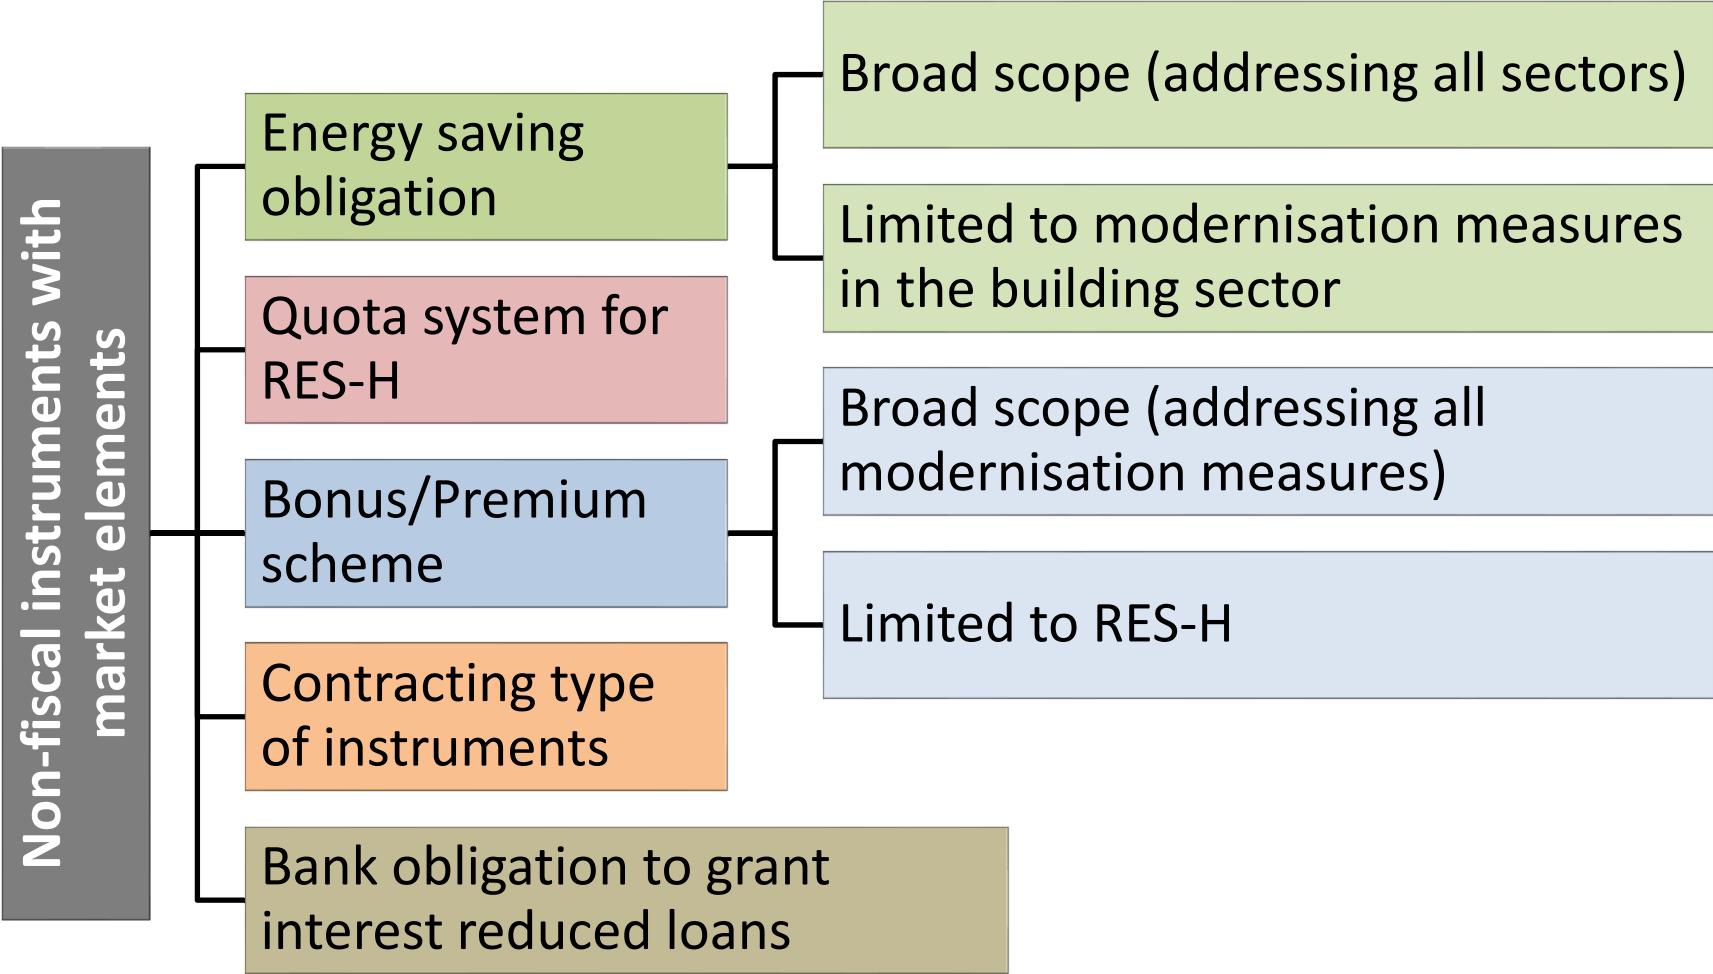 Non-fiscal instruments with
market elements
Energy saving
obligation
Broad scope (addressing all sectors)
Limited to modernisation measures
in the building sector
Quota system for
RES-H
Bonus/Premium
scheme
Broad scope (addressing all
modernisation measures)
Limited to RES-H
Contracting type
of instruments
Bank obligation to grant
interest reduced loans